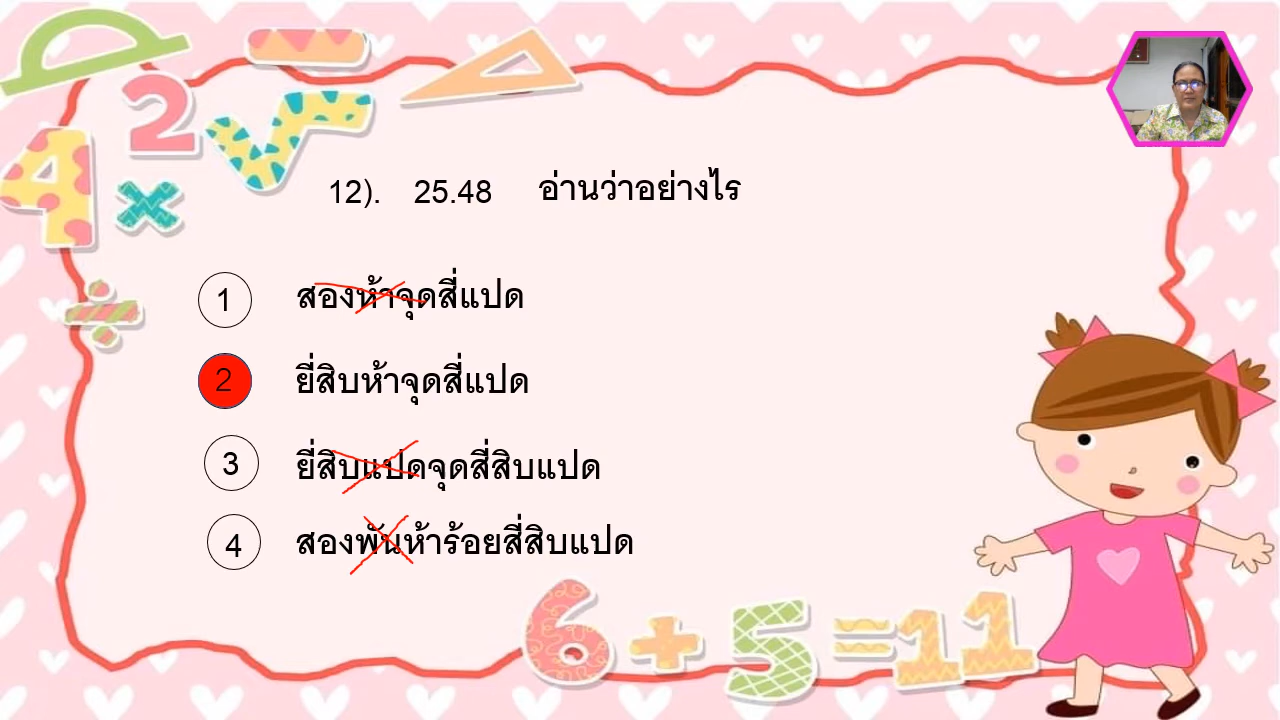 4
2
√
×
÷
12). 25.48 อ่านว่าอย่างไร
1 สองห้าจุดสี่แปด
2 ยี่สิบห้าจุดสี่แปด
3 ยี่สิบแปดจุดสี่สิบแปด
4 สองพันห้าร้อยสี่สิบแปด
6+5=11